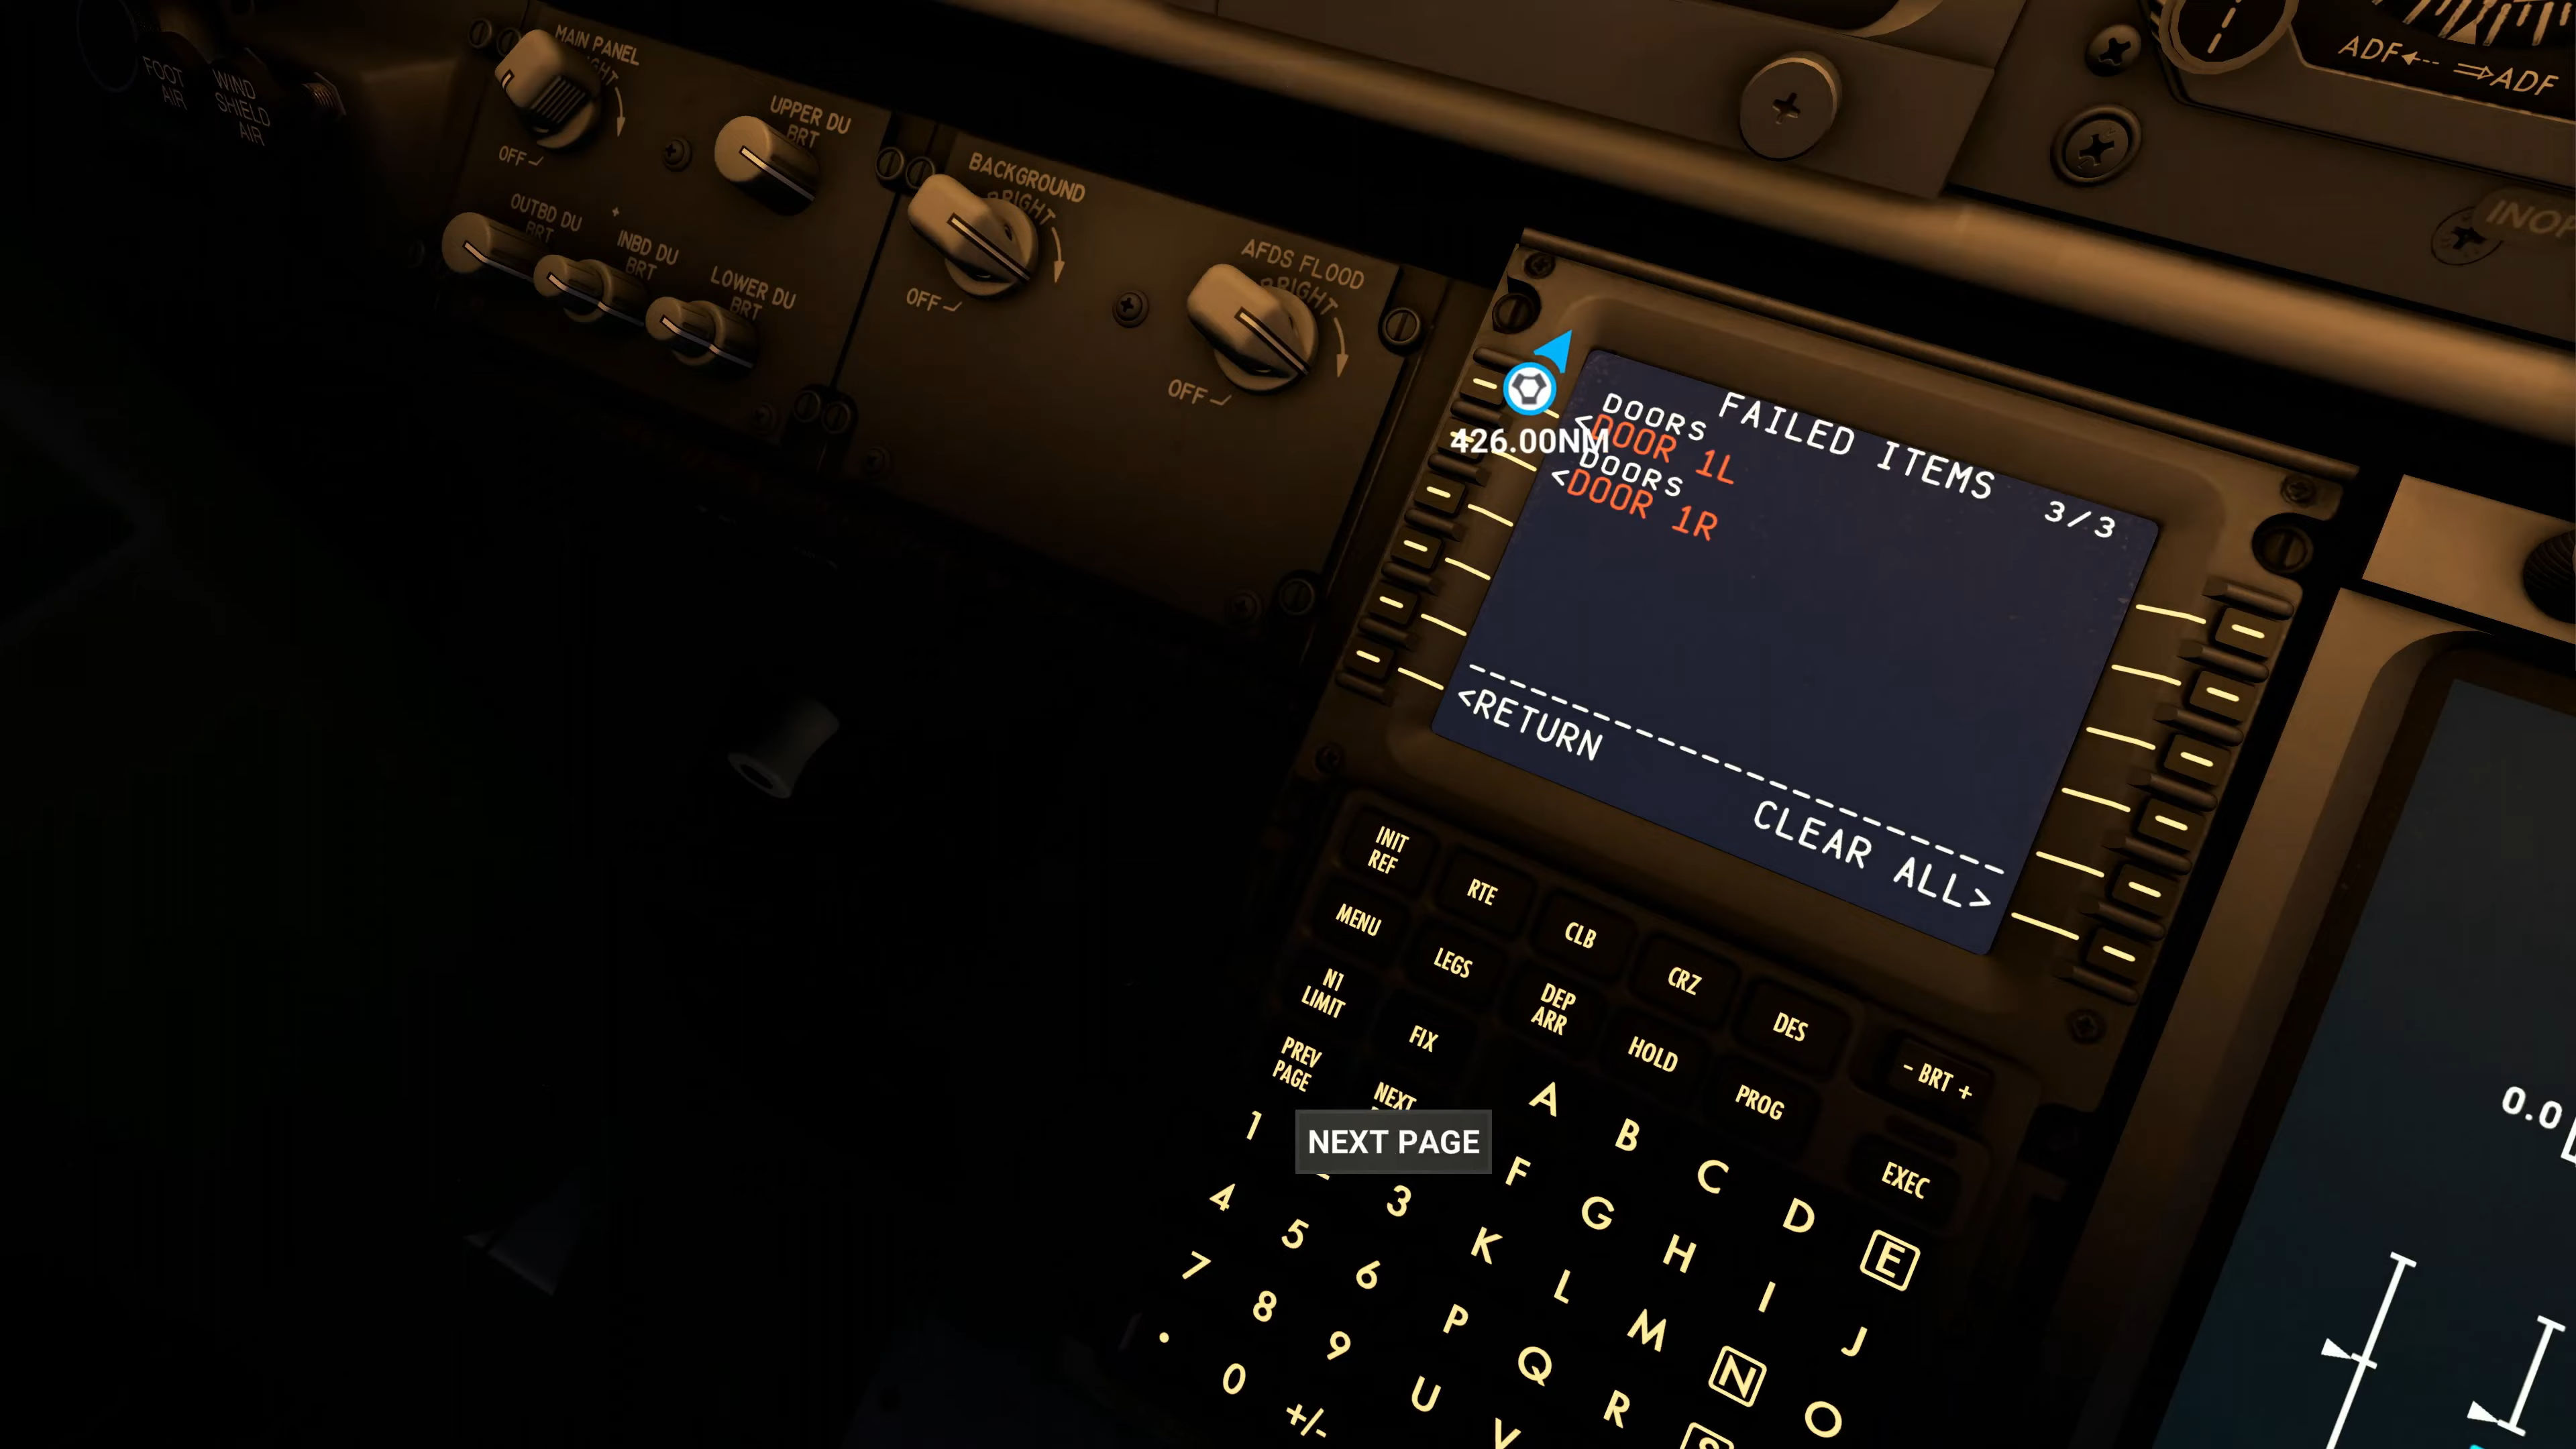 FOOT
AIR
WIND
SHIELD
AIR
MAIN PANEL
OFF
UPPER DU
BRT
OUTBD DU
BRT
INBD DU
BRT
LOWER DU
BRT
BACKGROUND
BRIGHT
OFF
AFDS FLOOD
BRIGHT
OFF
ADF
ADF
426.00NM
FAILED ITEMS 3/3
DOORS
<DOOR 1L
DOORS
<DOOR 1R
<RETURN
CLEAR ALL>
INIT
REF
RTE
CLB
CRZ
DES
- BRT +
MENU
LEGS
DEP
ARR
HOLD
PROG
EXEC
N1
LIMIT
FIX
PREV
PAGE
NEXT
NEXT PAGE
A B C D E
F G H I J
K L M N O
P Q R
U V
1 3
4 5 6
7 8 9
. 0 +/-
0.0